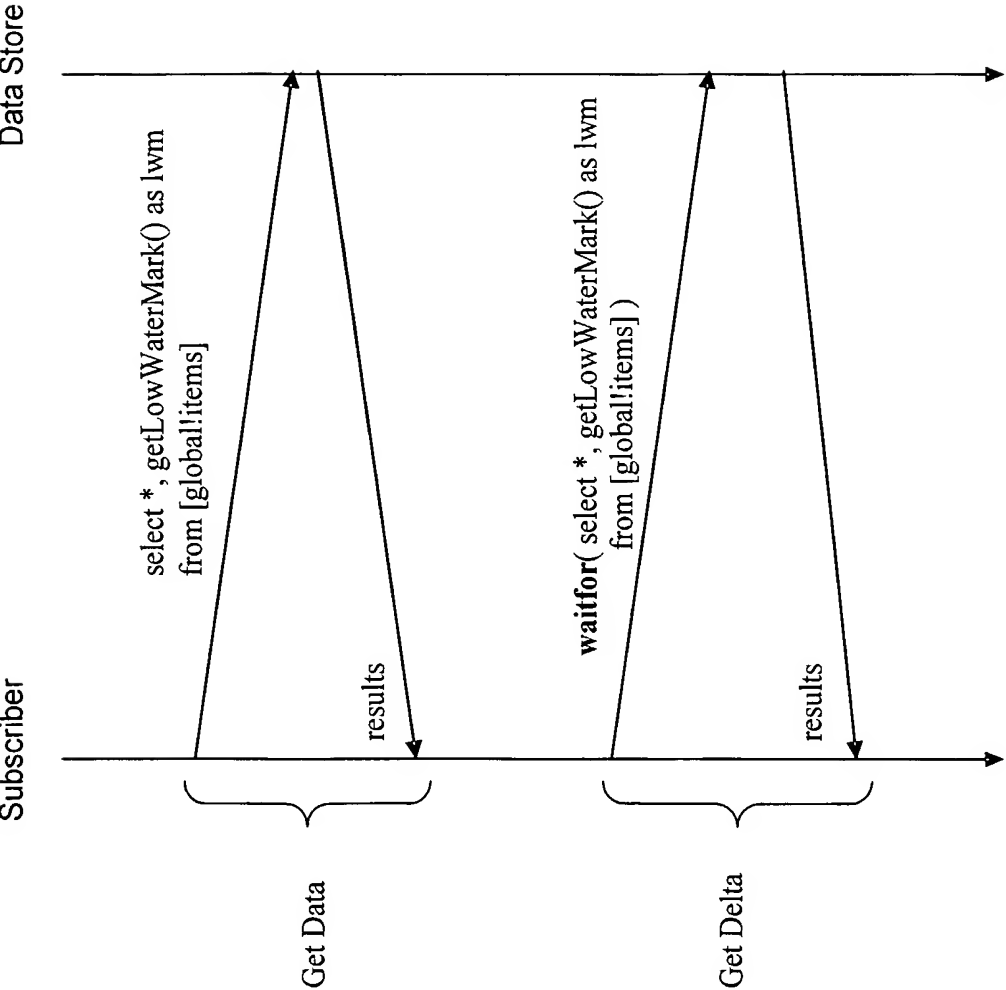 Subscriber
Data Store
Get Data
select *, getLowWaterMark() as lwm
from [global!items]
results
Get Delta
waitfor( select *, getLowWaterMark() as lwm
from [global!items] )
results